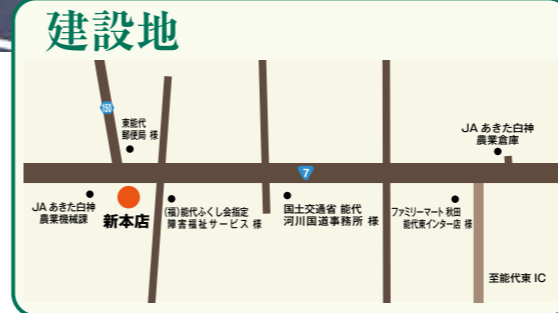 建設地
150
東能代
郵便局 様
JA あきた白神
農業倉庫
7
JA あきた白神
農業機械課
新本店
(福)能代ふくし会指定
障害福祉サービス 様
国土交通省 能代
河川国道事務所 様
ファミリーマート 秋田
能代東インター店 様
至能代東 IC